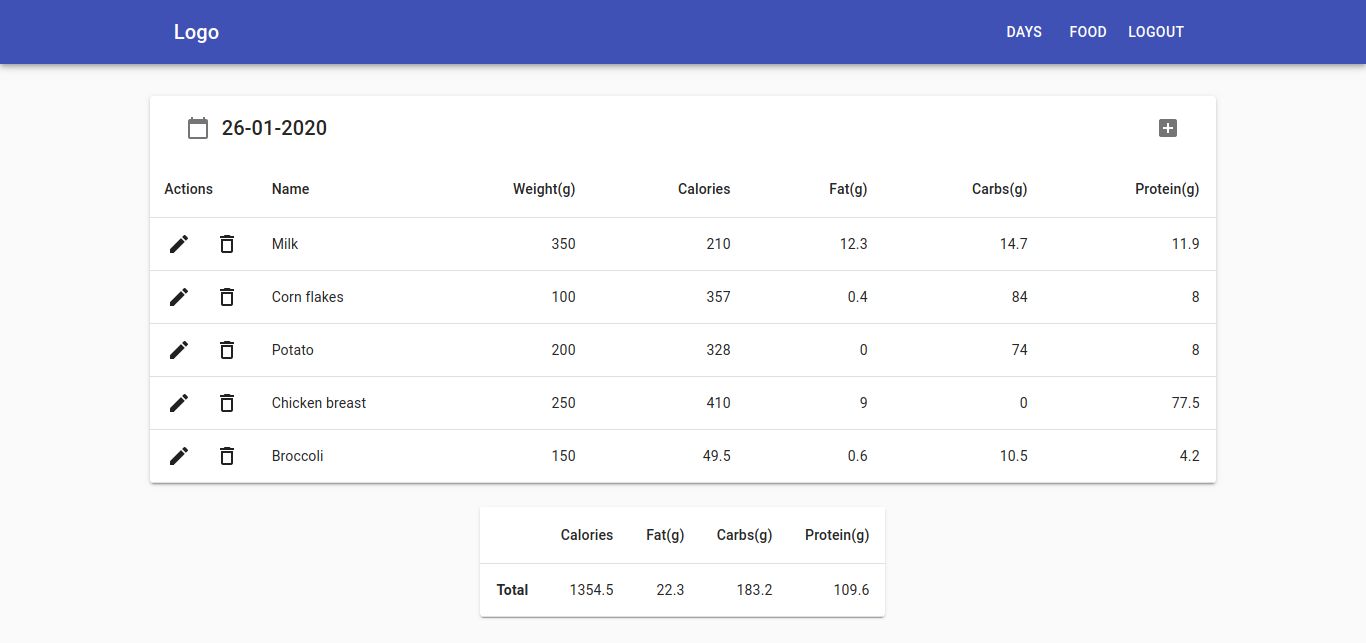 Logo DAYS FOOD LOGOUT
26-01-2020
Actions Name Weight(g) Calories Fat(g) Carbs(g) Protein(g)
Milk 350 210 12.3 14.7 11.9
Corn flakes 100 357 0.4 84 8
Potato 200 328 0 74 8
Chicken breast 250 410 9 0 77.5
Broccoli 150 49.5 0.6 10.5 4.2
Calories Fat(g) Carbs(g) Protein(g)
Total 1354.5 22.3 183.2 109.6